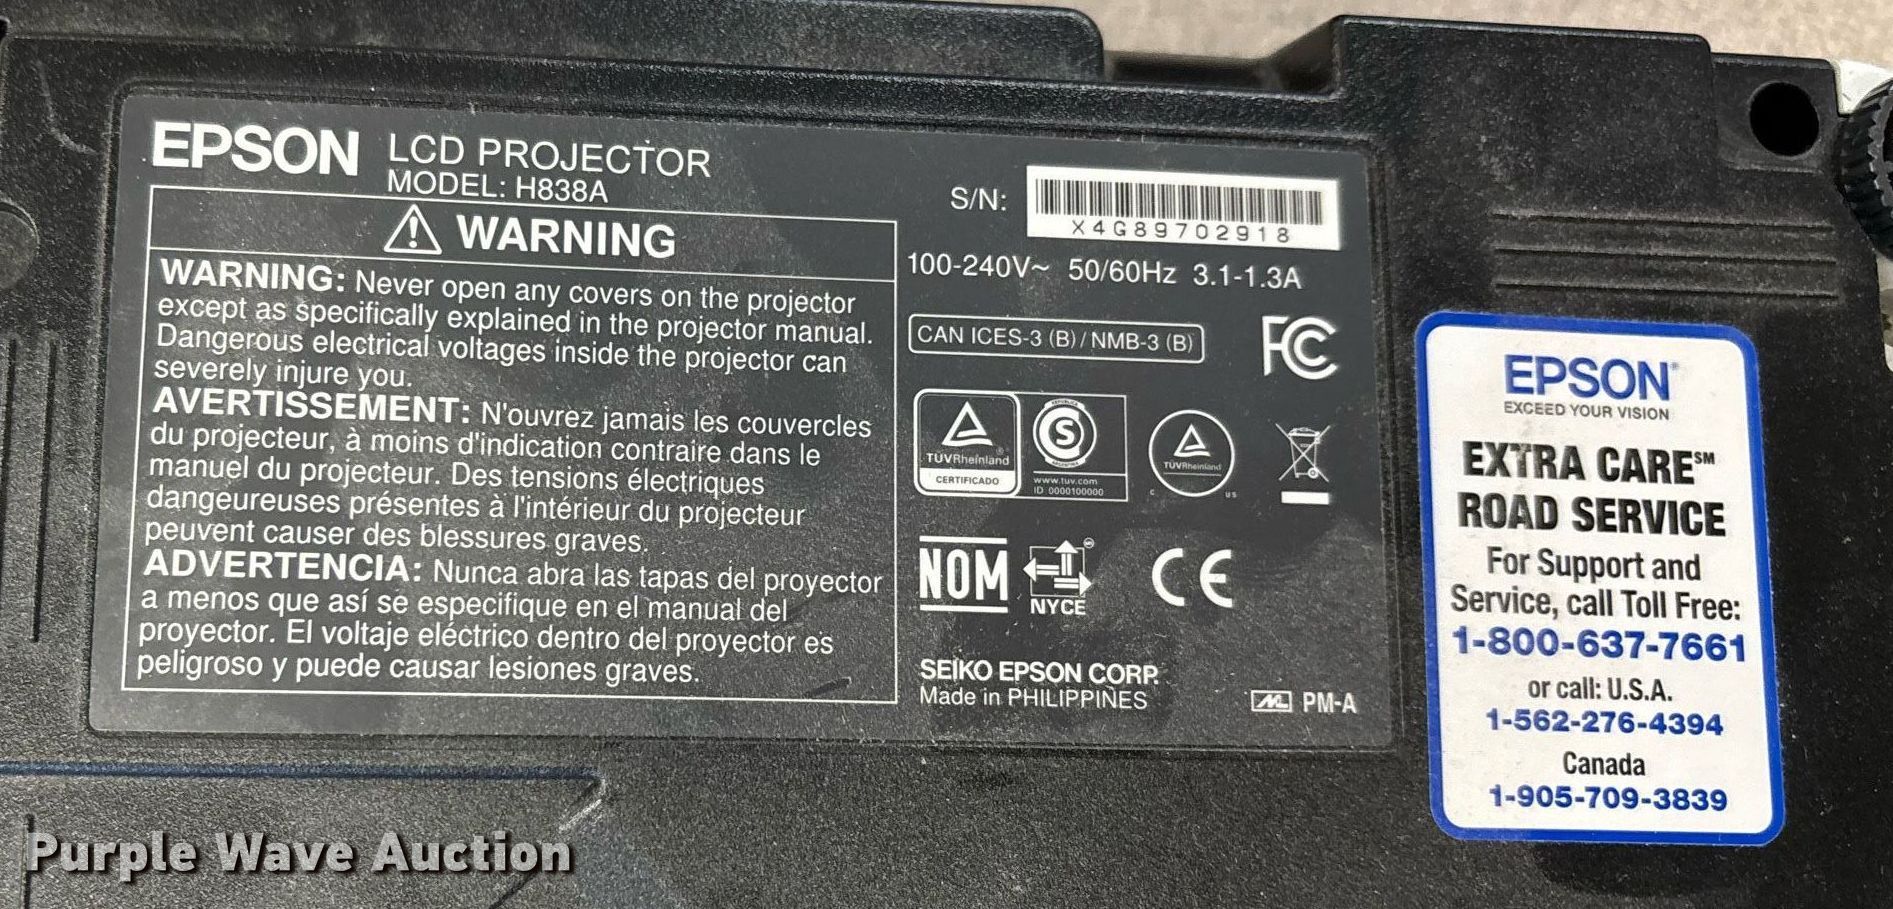 EPSON LCD PROJECTOR
MODEL: H838A
WARNING
WARNING: Never open any covers on the projector
except as specifically explained in the projector manual.
Dangerous electrical voltages inside the projector can
severely injure you.
AVERTISSEMENT: N'ouvrez jamais les couvercles
du projecteur, à moins d'indication contraire dans le
manuel du projecteur. Des tensions électriques
dangeureuses présentes à l'intérieur du projecteur
peuvent causer des blessures graves.
ADVERTENCIA: Nunca abra las tapas del proyector
a menos que así se especifique en el manual del
proyector. El voltaje eléctrico dentro del proyector es
peligroso y puede causar lesiones graves.
S/N:
X4G89702918
100-240V~ 50/60Hz 3.1-1.3A
CAN ICES-3 (B) / NMB-3 (B)
FC
TÜVRheinland
CERTIFICADO
S
www.tuv.com
ID 0000100000
TÜVRheinland
C US
NOM
NYCE
CE
SEIKO EPSON CORP.
Made in PHILIPPINES
PM-A
EPSON
EXCEED YOUR VISION
EXTRA CARE℠
ROAD SERVICE
For Support and
Service, call Toll Free:
1-800-637-7661
or call: U.S.A.
1-562-276-4394
Canada
1-905-709-3839
Purple Wave Auction